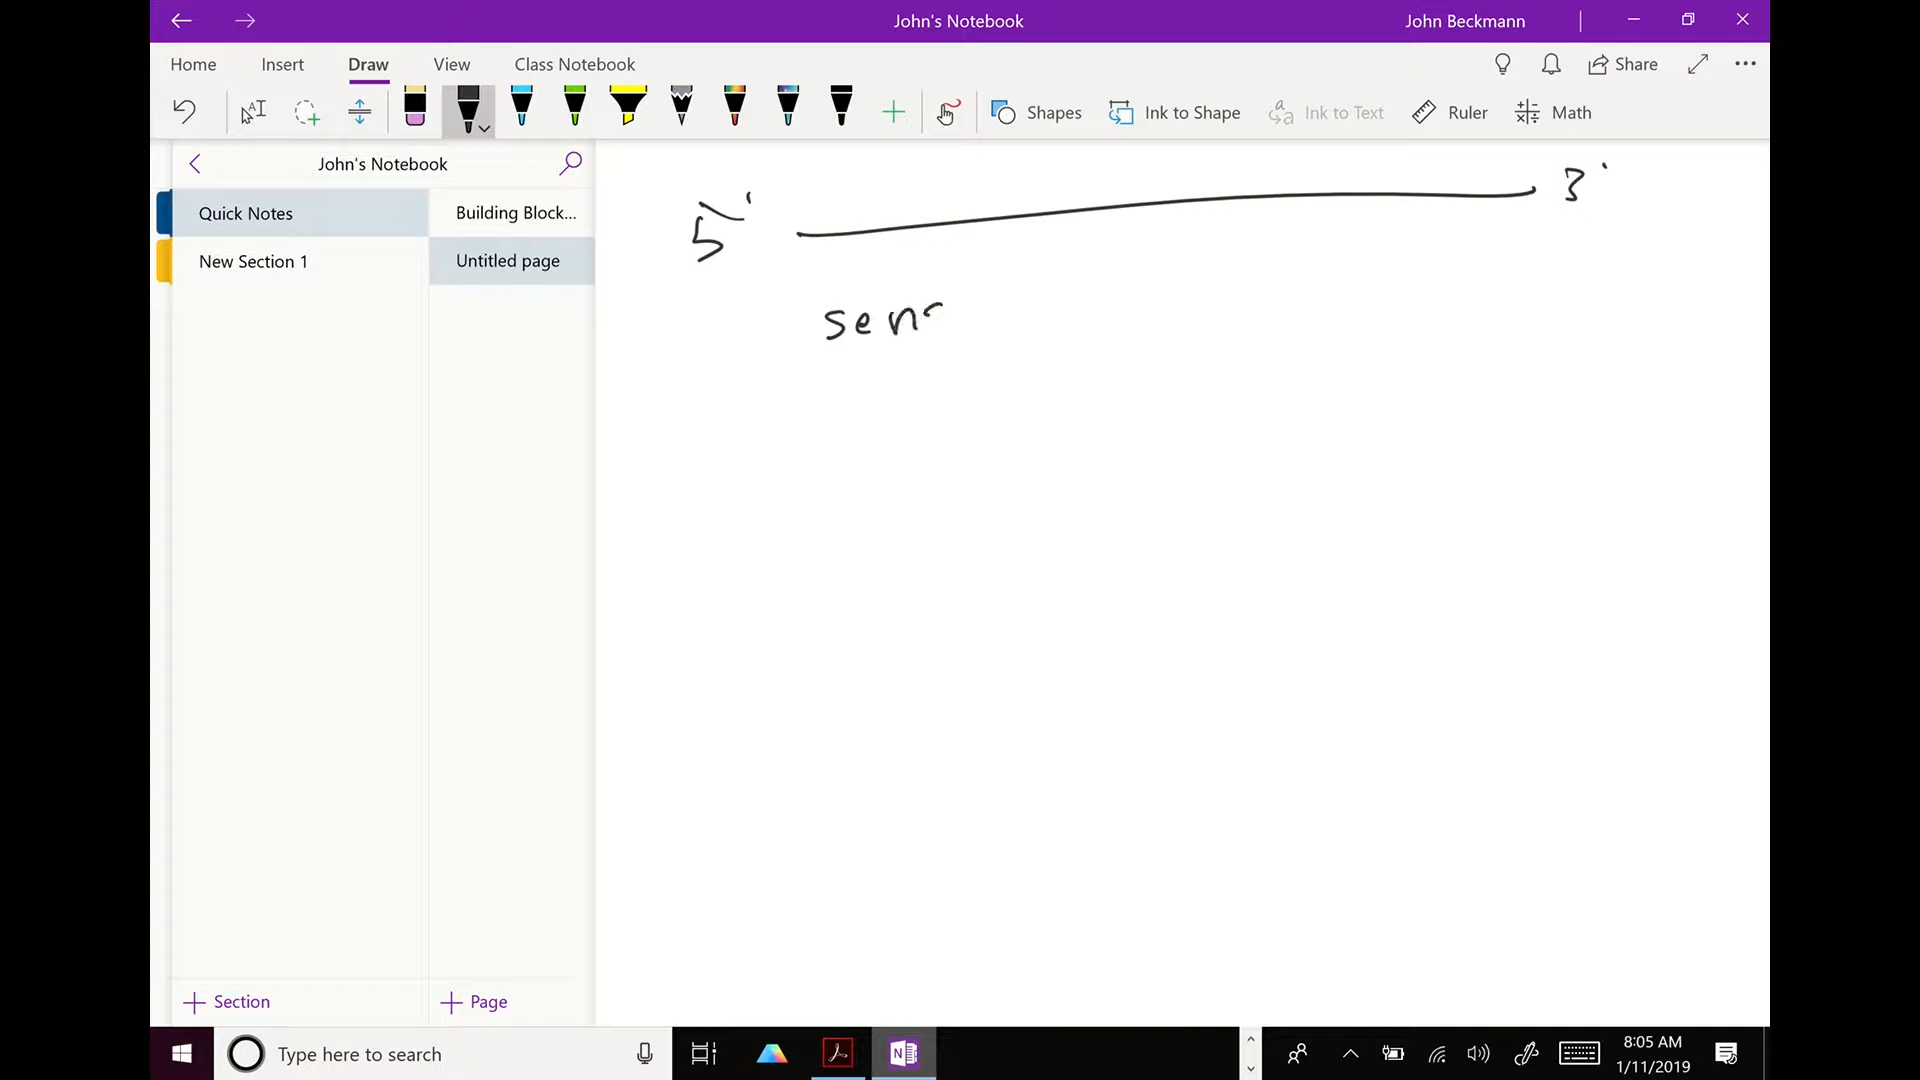 John's Notebook
John Beckmann
Home Insert Draw View Class Notebook
Share
Shapes Ink to Shape Ink to Text Ruler Math
John's Notebook
Quick Notes
Building Block...
New Section 1
Untitled page
5' 3'
sens
Section
Page
Type here to search
8:05 AM
1/11/2019